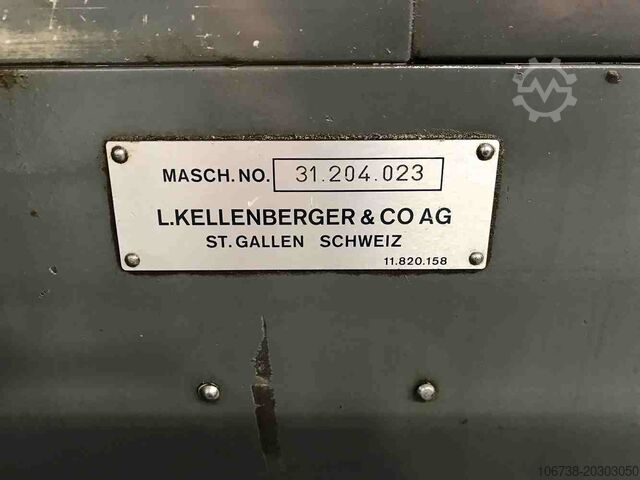 MASCH. NO. 31.204.023
L.KELLENBERGER & CO AG
ST. GALLEN SCHWEIZ
11.820.158
106738-20303050